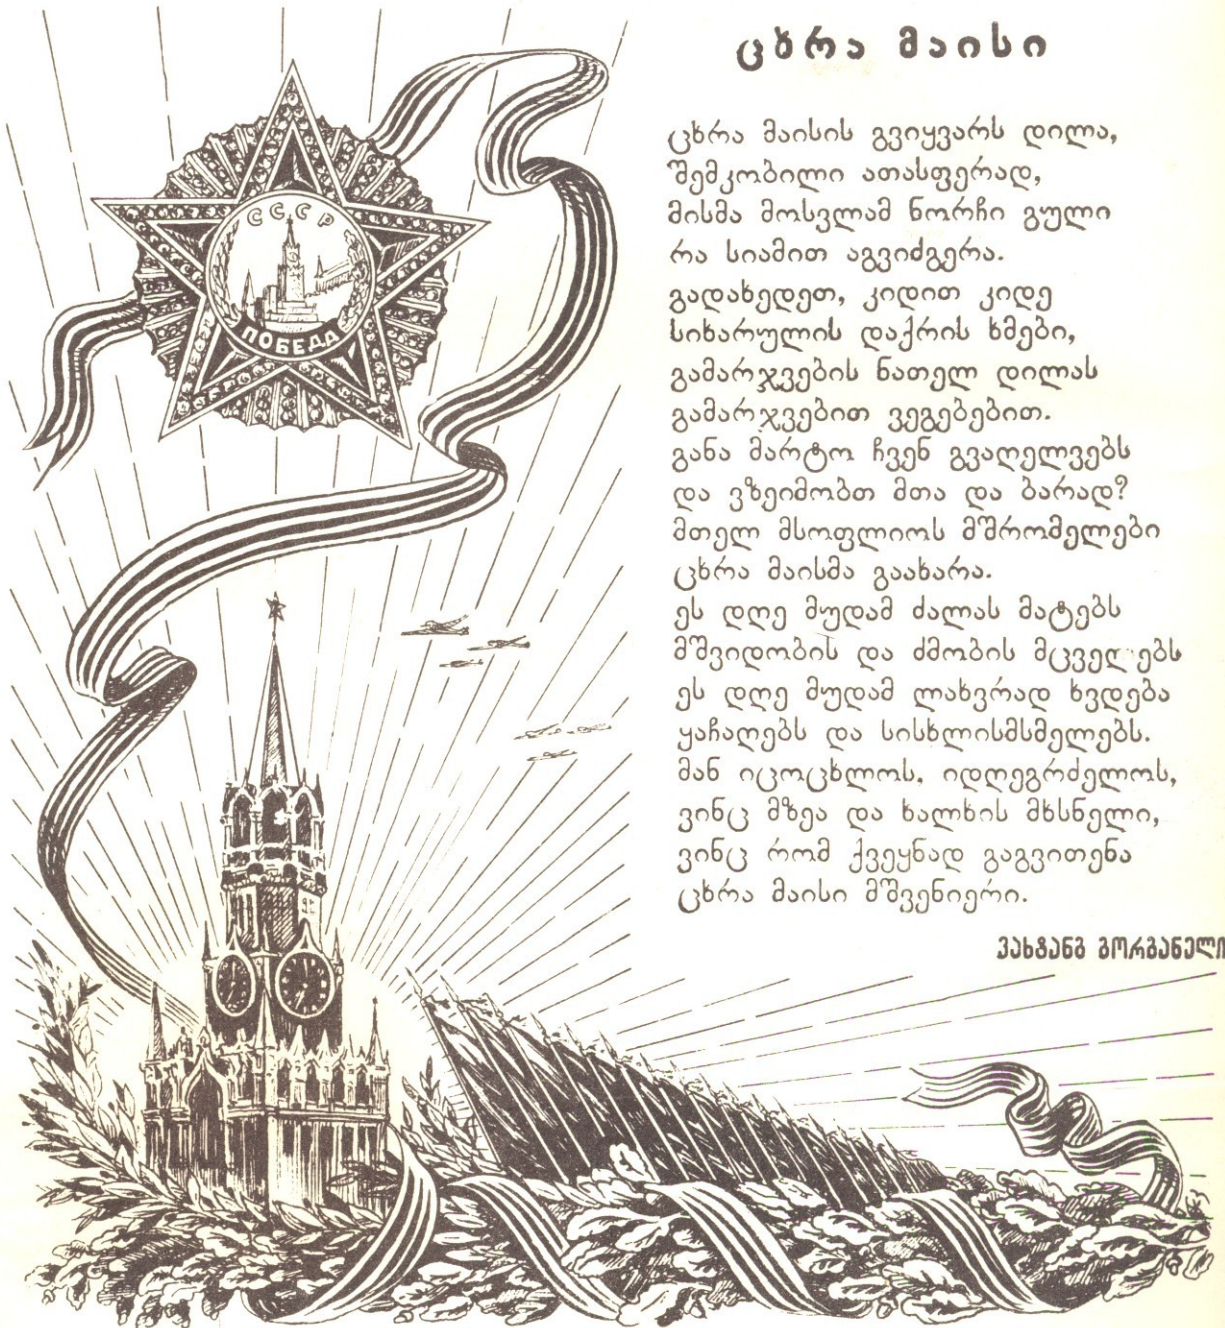 ცხრა მაისი
ცხრა მაისის გვიყვარს დილა,
შემკობილი ათასფერად,
მისმა მოსვლამ ნორჩი გული
რა სიამით აგვიძგერა.
გადახედეთ, კიდით კიდე
სიხარულის დაქრის ხმები,
გამარჯვების ნათელ დილას
გამარჯვებით ვეგებებით.
განა მარტო ჩვენ გვაღელვებს
და ვზეიმობთ მთა და ბარად?
მთელ მსოფლიოს მშრომელები
ცხრა მაისმა გაახარა.
ეს დღე მუდამ ძალას მატებს
მშვიდობის და ძმობის მცველებს
ეს დღე მუდამ ლახვრად ხვდება
ყაჩაღებს და სისხლისმსმელებს.
მან იცოცხლოს, იდღეგრძელოს,
ვინც მზეა და ხალხის მხსნელი,
ვინც რომ ქვეყნად გაგვითენა
ცხრა მაისი მშვენიერი.
ვახტანგ გორგანელი
СССР
ПОБЕДА